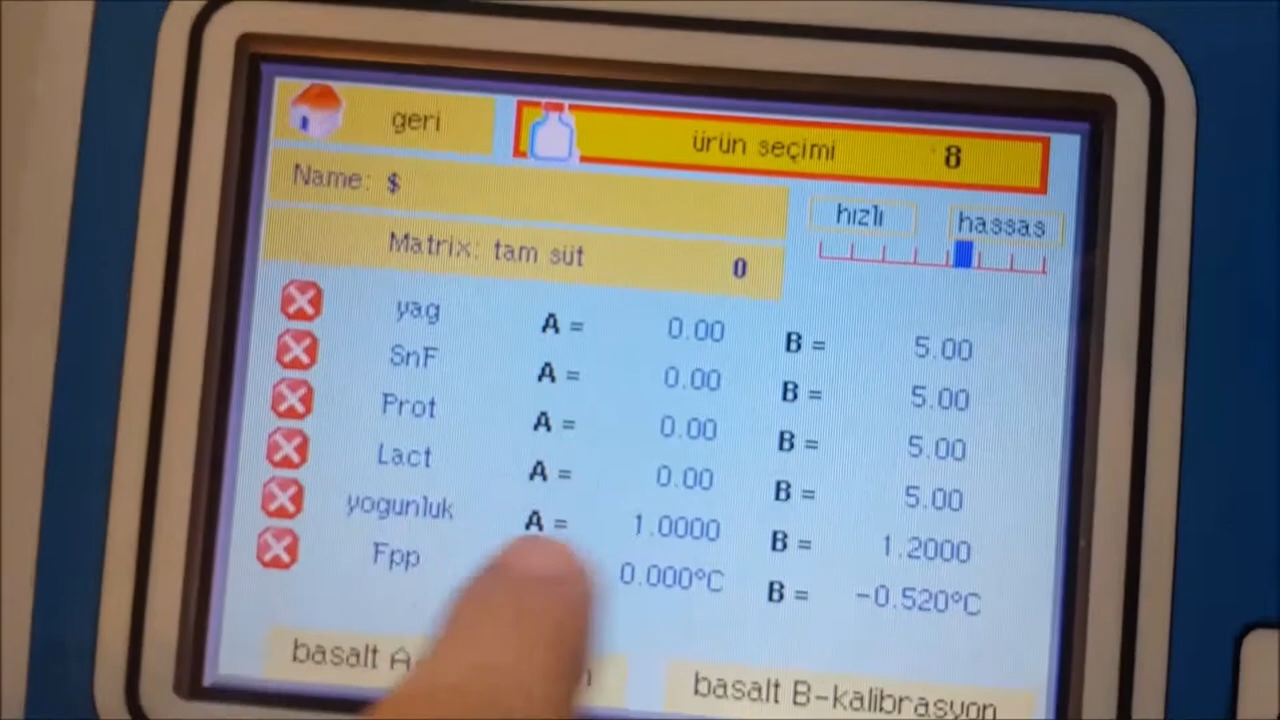 geri
ürün seçimi 8
Name: $
hızlı hassas
Matrix: tam süt 0
yag A = 0.00 B = 5.00
SnF A = 0.00 B = 5.00
Prot A = 0.00 B = 5.00
Lact A = 0.00 B = 5.00
yogunluk A = 1.0000 B = 1.2000
Fpp 0.000°C B = -0.520°C
basalt A
basalt B-kalibrasyon